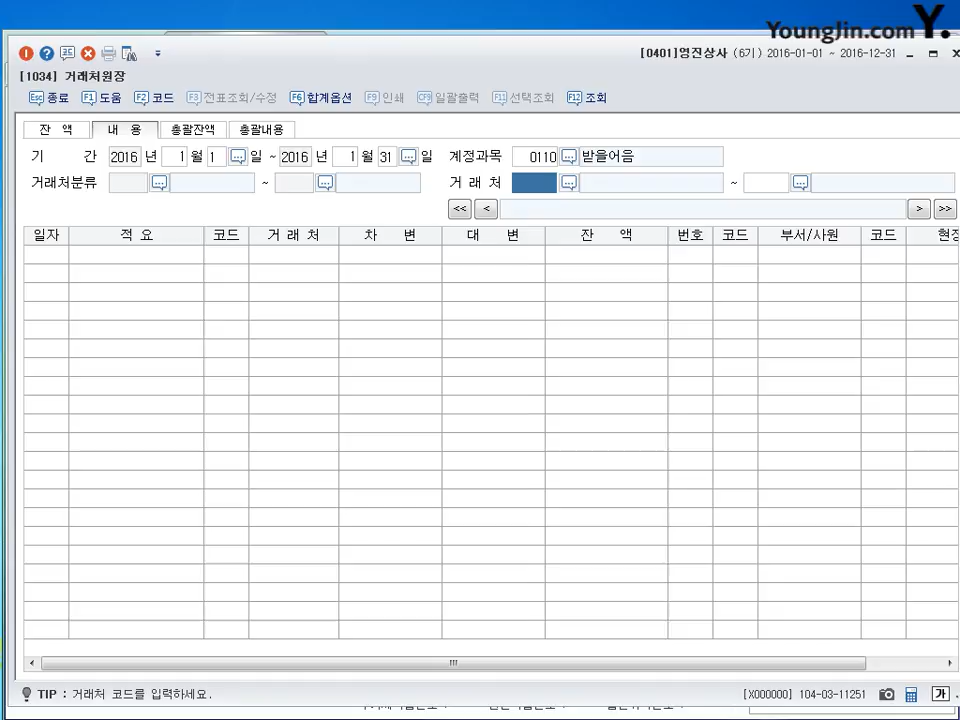 YoungJin.com Y.
[0401]영진상사 (6기) 2016-01-01 ~ 2016-12-31
[1034] 거래처원장
Esc 종료 F1 도움 F2 코드 F3 전표조회/수정 F6 합계옵션 F9 인쇄 CF9 일괄출력 F11 선택조회 F12 조회
잔 액 내 용 총괄잔액 총괄내용
기 간 2016 년 1 월 1 일 ~ 2016 년 1 월 31 일 계정과목 0110 받을어음
거래처분류 ~ 거 래 처 ~
<< < > >>
일자 적 요 코드 거 래 처 차 변 대 변 잔 액 번호 코드 부서/사원 코드 현장
TIP : 거래처 코드를 입력하세요. [X000000] 104-03-11251 가